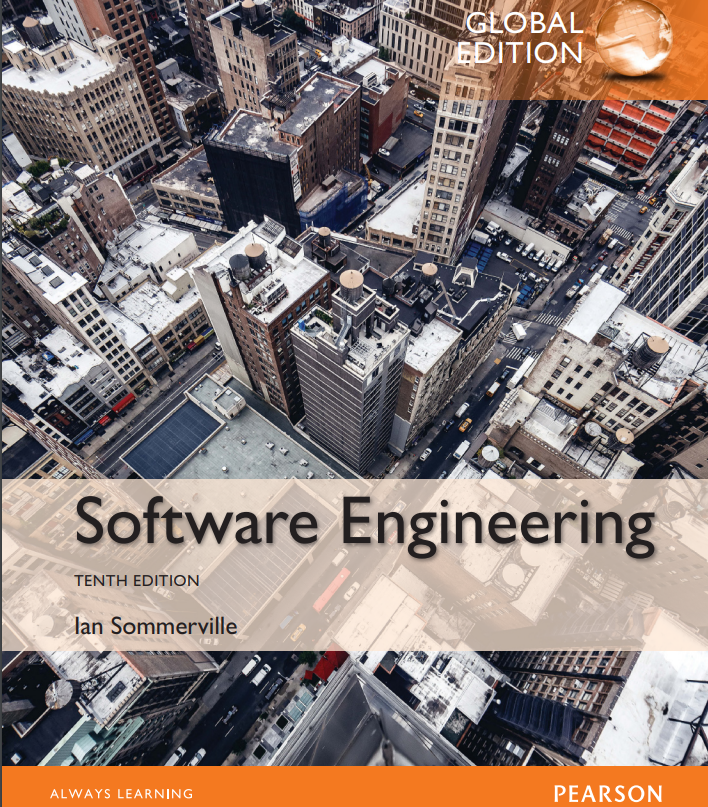 GLOBAL
EDITION
Software Engineering
TENTH EDITION
Ian Sommerville
ALWAYS LEARNING
PEARSON